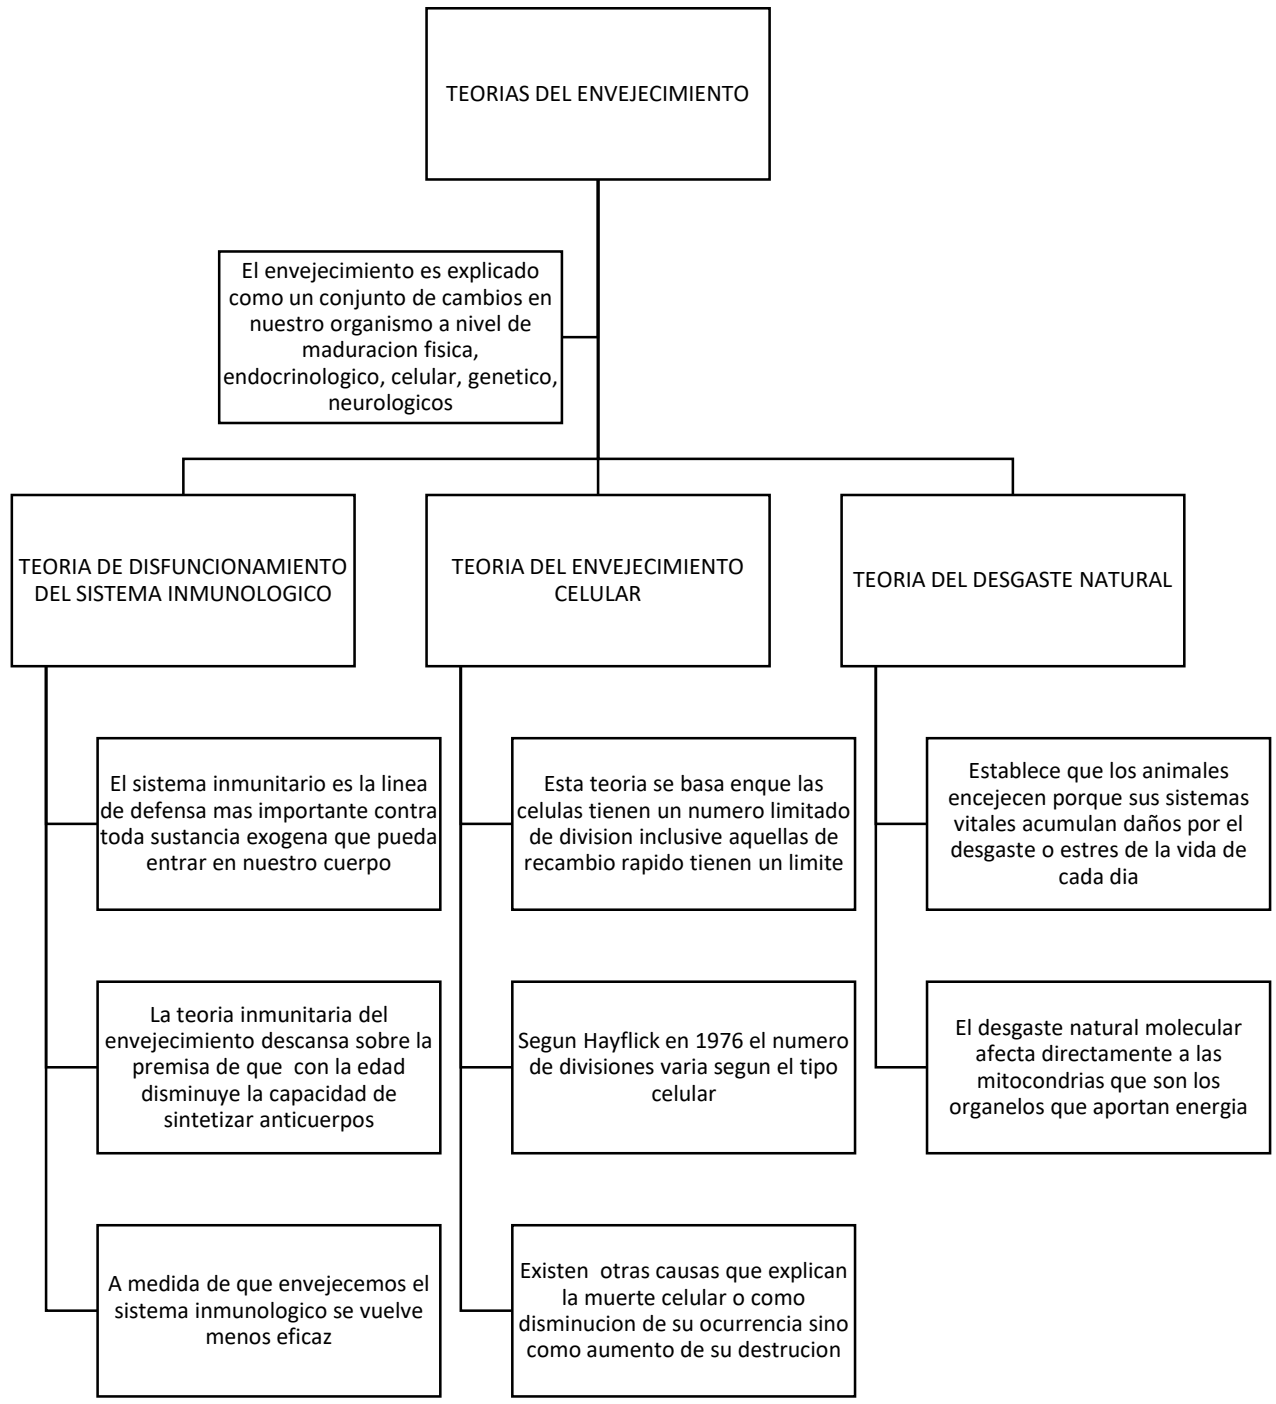 TEORIAS DEL ENVEJECIMIENTO
El envejecimiento es explicado
como un conjunto de cambios en
nuestro organismo a nivel de
maduracion fisica,
endocrinologico, celular, genetico,
neurologicos
TEORIA DE DISFUNCIONAMIENTO
DEL SISTEMA INMUNOLOGICO
El sistema inmunitario es la linea
de defensa mas importante contra
toda sustancia exogena que pueda
entrar en nuestro cuerpo
La teoria inmunitaria del
envejecimiento descansa sobre la
premisa de que  con la edad
disminuye la capacidad de
sintetizar anticuerpos
A medida de que envejecemos el
sistema inmunologico se vuelve
menos eficaz
TEORIA DEL ENVEJECIMIENTO
CELULAR
Esta teoria se basa enque las
celulas tienen un numero limitado
de division inclusive aquellas de
recambio rapido tienen un limite
Segun Hayflick en 1976 el numero
de divisiones varia segun el tipo
celular
Existen  otras causas que explican
la muerte celular o como
disminucion de su ocurrencia sino
como aumento de su destrucion
TEORIA DEL DESGASTE NATURAL
Establece que los animales
encejecen porque sus sistemas
vitales acumulan daños por el
desgaste o estres de la vida de
cada dia
El desgaste natural molecular
afecta directamente a las
mitocondrias que son los
organelos que aportan energia